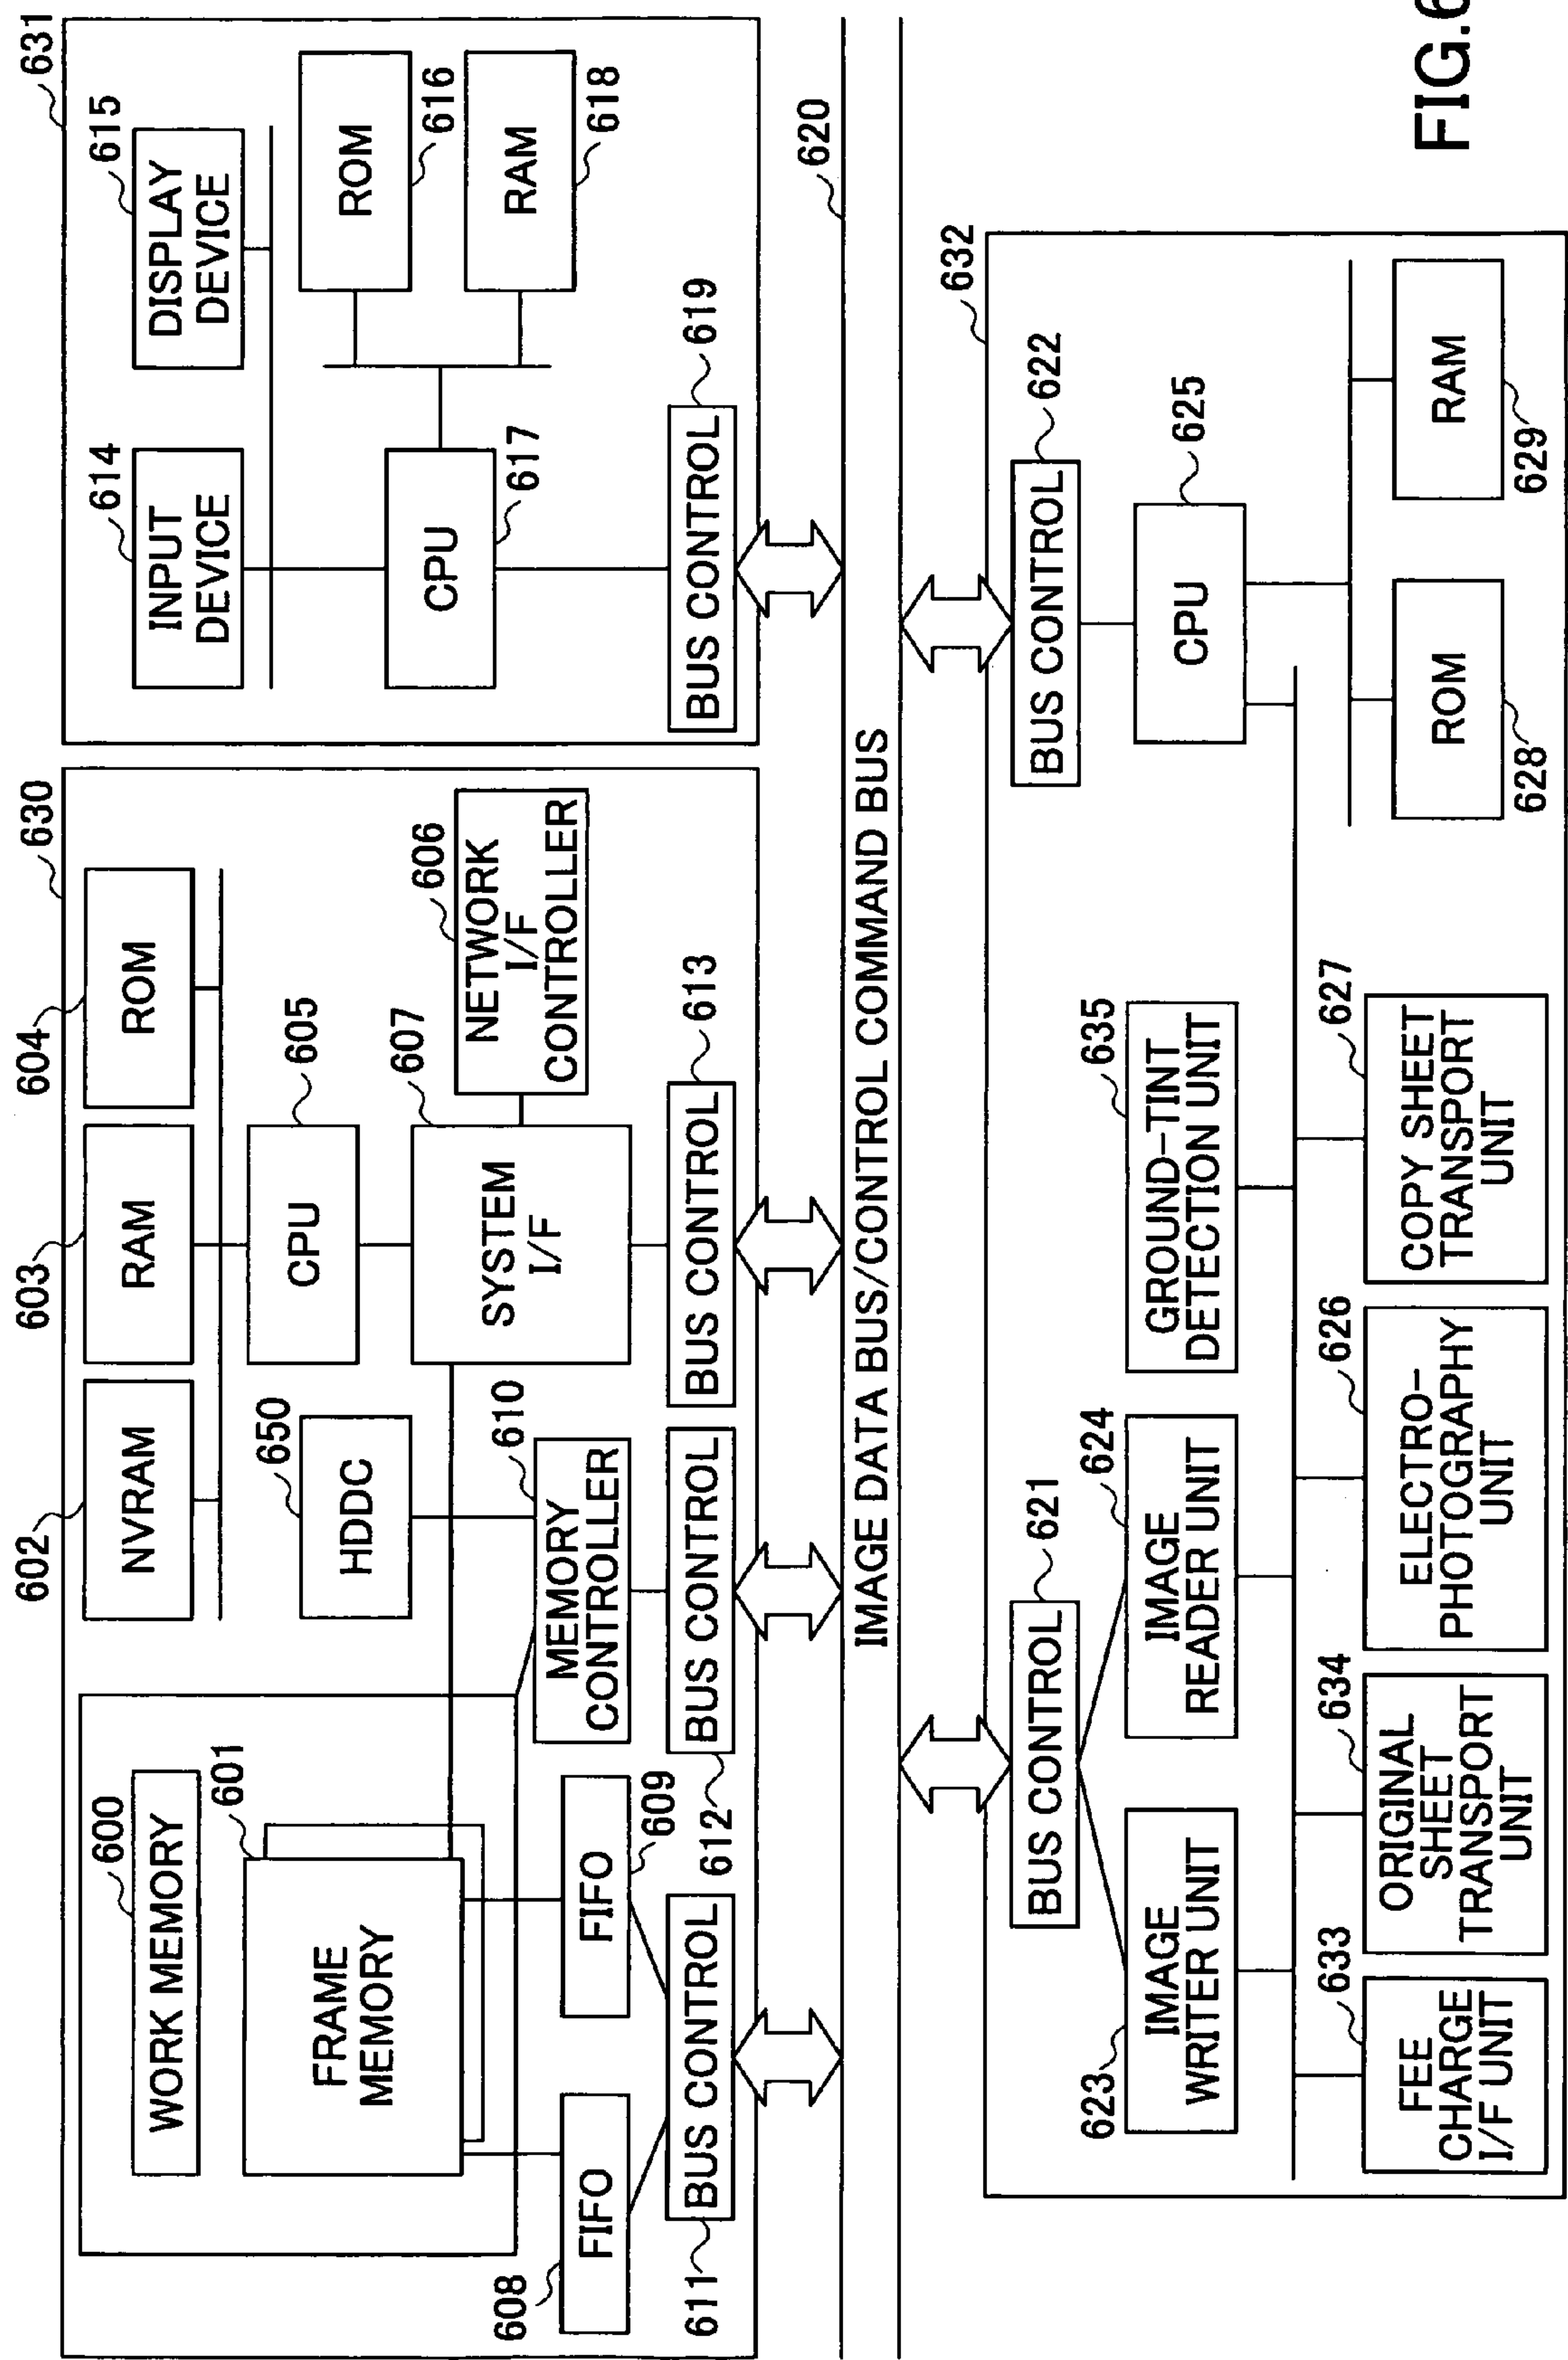 630
602
603
604
NVRAM
RAM
ROM
600
WORK MEMORY
601
FRAME
MEMORY
650
HDDC
605
CPU
607
SYSTEM
I/F
606
NETWORK
I/F
CONTROLLER
608
FIFO
609
FIFO
610
MEMORY
CONTROLLER
611
BUS CONTROL
612
BUS CONTROL
613
BUS CONTROL
631
614
INPUT
DEVICE
615
DISPLAY
DEVICE
ROM
616
CPU
617
RAM
618
BUS CONTROL
619
620
IMAGE DATA BUS/CONTROL COMMAND BUS
632
BUS CONTROL
621
BUS CONTROL
622
623
IMAGE
WRITER UNIT
624
IMAGE
READER UNIT
635
GROUND-TINT
DETECTION UNIT
CPU
625
633
FEE
CHARGE
I/F UNIT
634
ORIGINAL
SHEET
TRANSPORT
UNIT
626
ELECTRO-
PHOTOGRAPHY
UNIT
627
COPY SHEET
TRANSPORT
UNIT
ROM
628
RAM
629
FIG.6